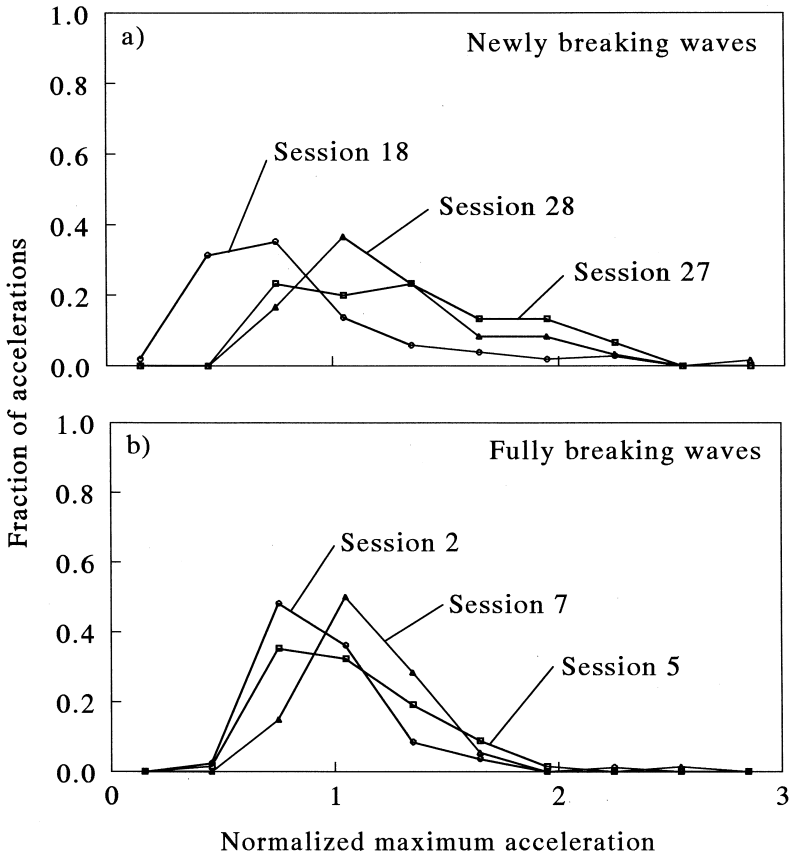 1.0
a)
Newly breaking waves
0.8
0.6
Session 18
Session 28
0.4
Session 27
0.2
0.0
Fraction of accelerations
1.0
b)
Fully breaking waves
0.8
Session 2
0.6
Session 7
0.4
Session 5
0.2
0.0
0 1 2 3
Normalized maximum acceleration